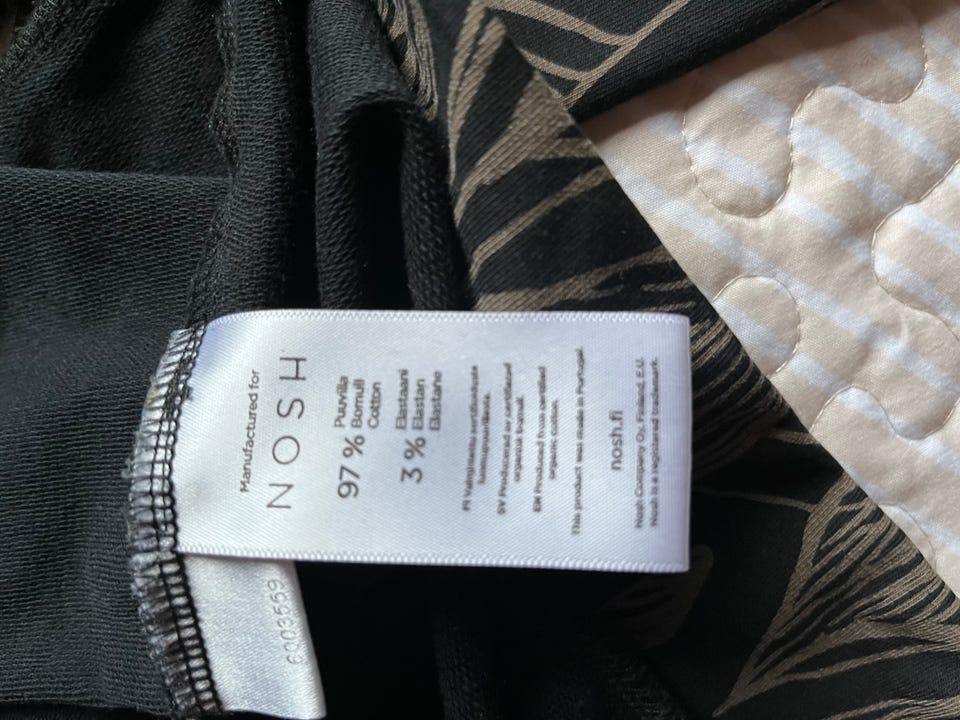 Manufactured for
NOSH
97 %
Puuvilla
Bomull
Cotton
3 %
Elastaani
Elastan
Elastane
FI Valmistettu sertifioidusta
luomupuuvillasta.
SV Producerad av certifierad
organisk bomull.
EN Produced from certified
organic cotton.
This product was made in Portugal.
nosh.fi
Nosh Company Oy, Finland, E.U.
Nosh is a registered trademark.
6003569